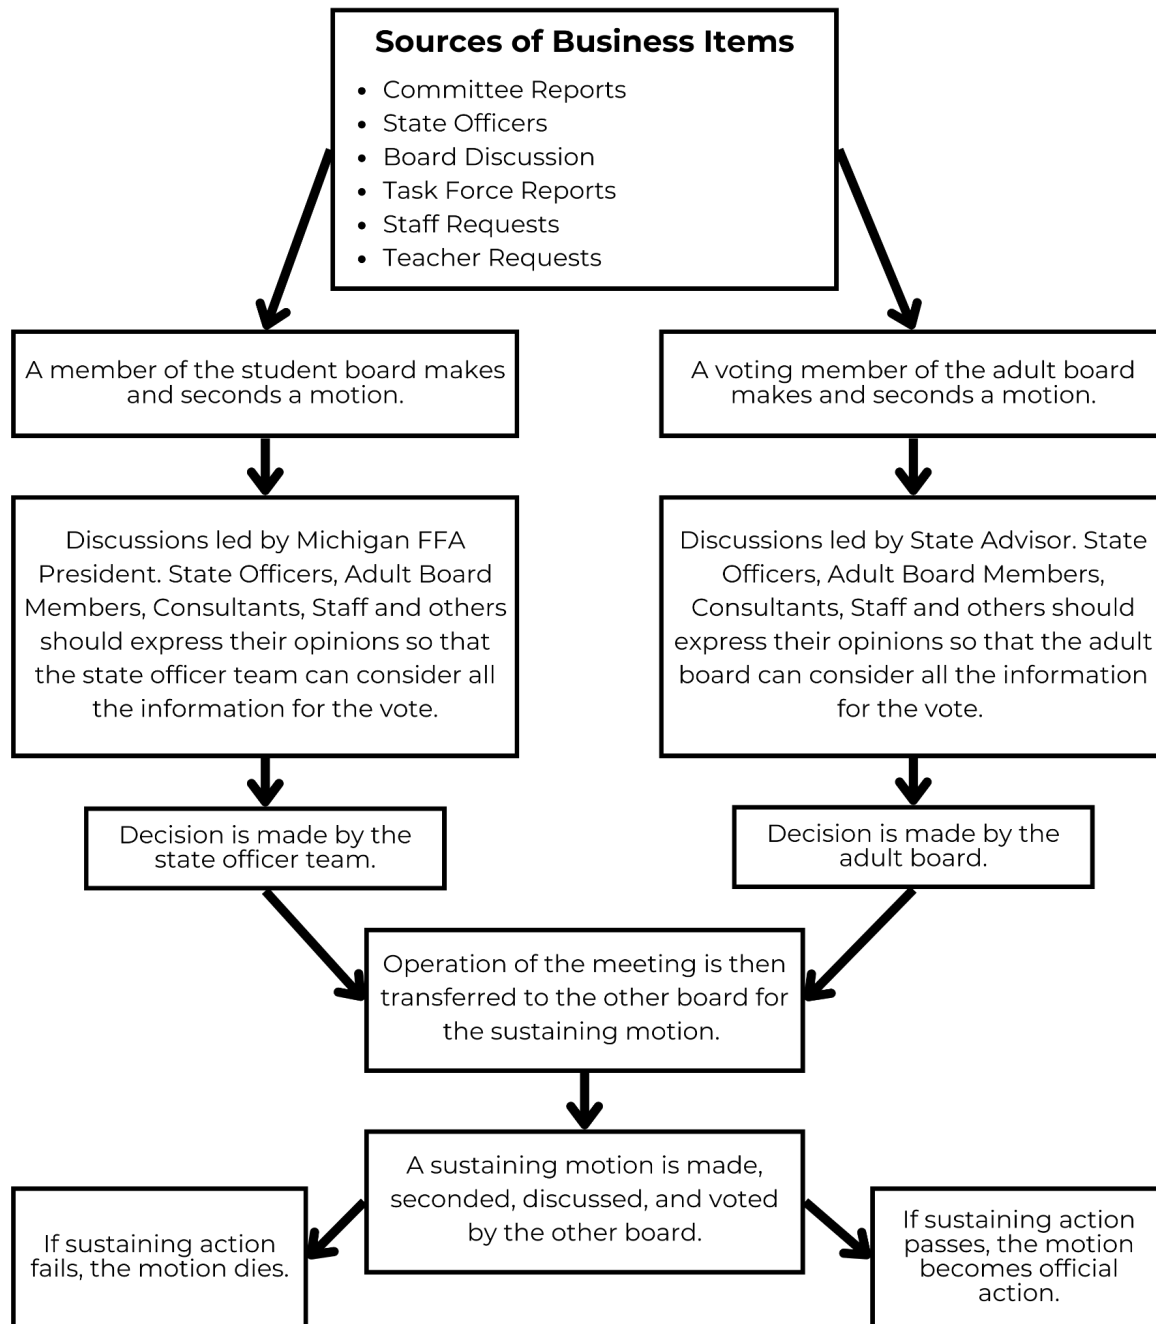 Sources of Business Items
• Committee Reports
• State Officers
• Board Discussion
• Task Force Reports
• Staff Requests
• Teacher Requests
A member of the student board makes
and seconds a motion.
A voting member of the adult board
makes and seconds a motion.
Discussions led by Michigan FFA
President. State Officers, Adult Board
Members, Consultants, Staff and others
should express their opinions so that
the state officer team can consider all
the information for the vote.
Discussions led by State Advisor. State
Officers, Adult Board Members,
Consultants, Staff and others should
express their opinions so that the adult
board can consider all the information
for the vote.
Decision is made by the
state officer team.
Decision is made by the
adult board.
Operation of the meeting is then
transferred to the other board for
the sustaining motion.
A sustaining motion is made,
seconded, discussed, and voted
by the other board.
If sustaining action
fails, the motion dies.
If sustaining action
passes, the motion
becomes official
action.